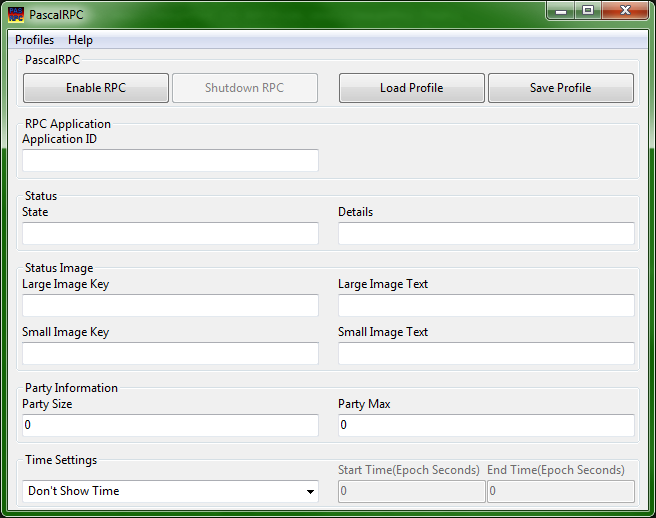 PascalRPC
Profiles Help
PascalRPC
Enable RPC Shutdown RPC Load Profile Save Profile
RPC Application
Application ID
Status
State Details
Status Image
Large Image Key Large Image Text
Small Image Key Small Image Text
Party Information
Party Size Party Max
0 0
Time Settings
Start Time(Epoch Seconds) End Time(Epoch Seconds)
Don't Show Time 0 0